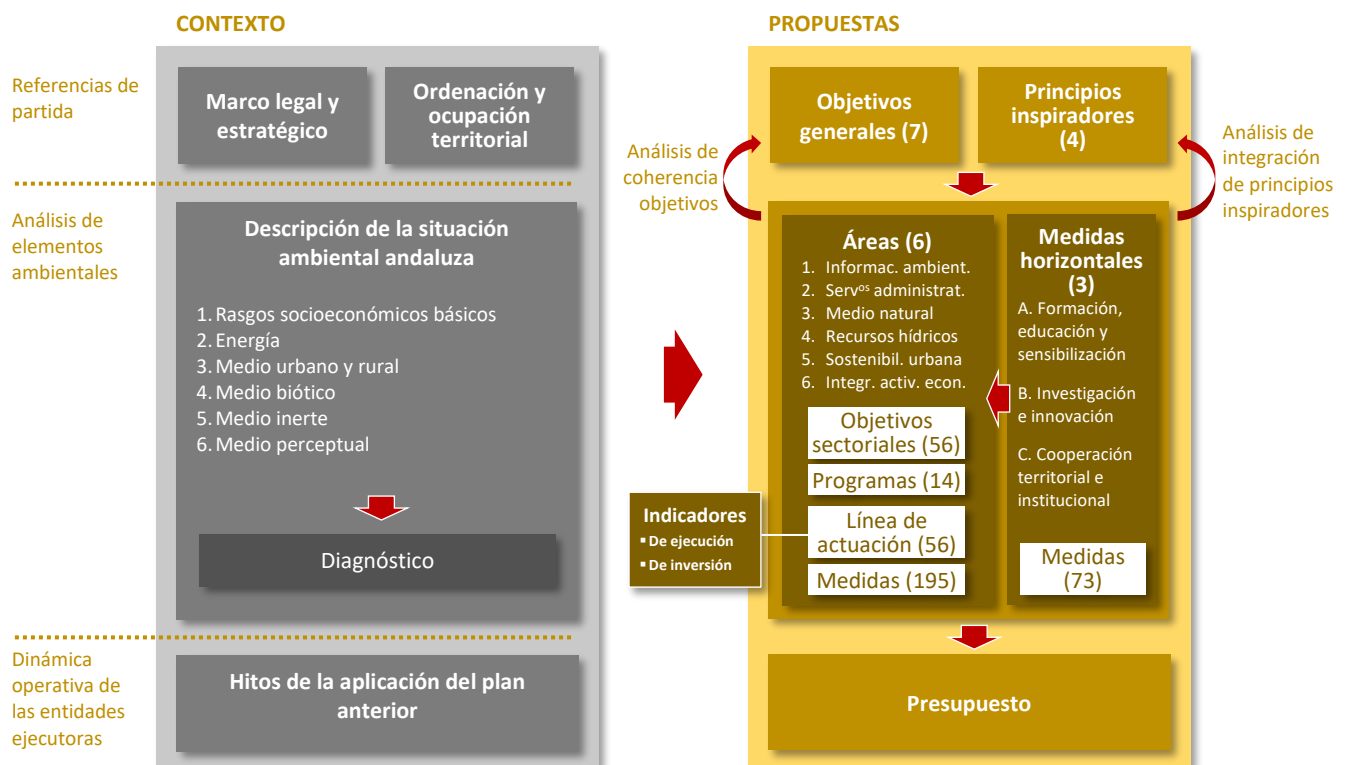 CONTEXTO
Referencias de
partida
Marco legal y
estratégico
Ordenación y
ocupación
territorial
Análisis de
elementos
ambientales
Descripción de la situación
ambiental andaluza
1. Rasgos socioeconómicos básicos
2. Energía
3. Medio urbano y rural
4. Medio biótico
5. Medio inerte
6. Medio perceptual
Diagnóstico
Dinámica
operativa de
las entidades
ejecutoras
Hitos de la aplicación del plan
anterior
PROPUESTAS
Objetivos
generales (7)
Principios
inspiradores
(4)
Análisis de
coherencia
objetivos
Análisis de
integración
de principios
inspiradores
Áreas (6)
1. Informac. ambient.
2. Servºˢ administrat.
3. Medio natural
4. Recursos hídricos
5. Sostenibil. urbana
6. Integr. activ. econ.
Objetivos
sectoriales (56)
Programas (14)
Línea de
actuación (56)
Medidas (195)
Indicadores
▪ De ejecución
▪ De inversión
Medidas
horizontales
(3)
A. Formación,
educación y
sensibilización
B. Investigación
e innovación
C. Cooperación
territorial e
institucional
Medidas
(73)
Presupuesto